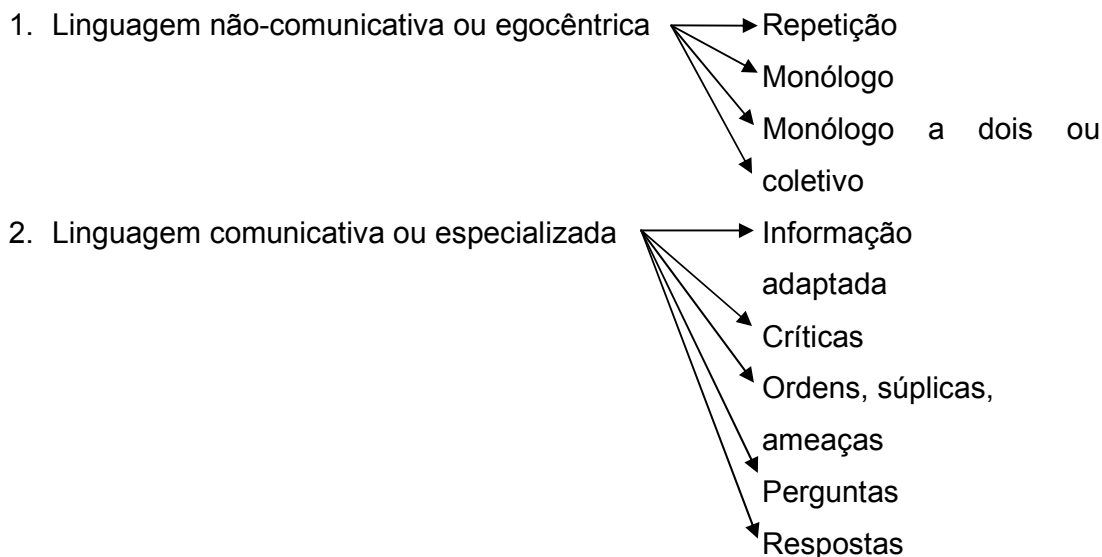 1. Linguagem não-comunicativa ou egocêntrica Repetição
Monólogo
Monólogo a dois ou
coletivo
2. Linguagem comunicativa ou especializada Informação
adaptada
Críticas
Ordens, súplicas,
ameaças
Perguntas
Respostas